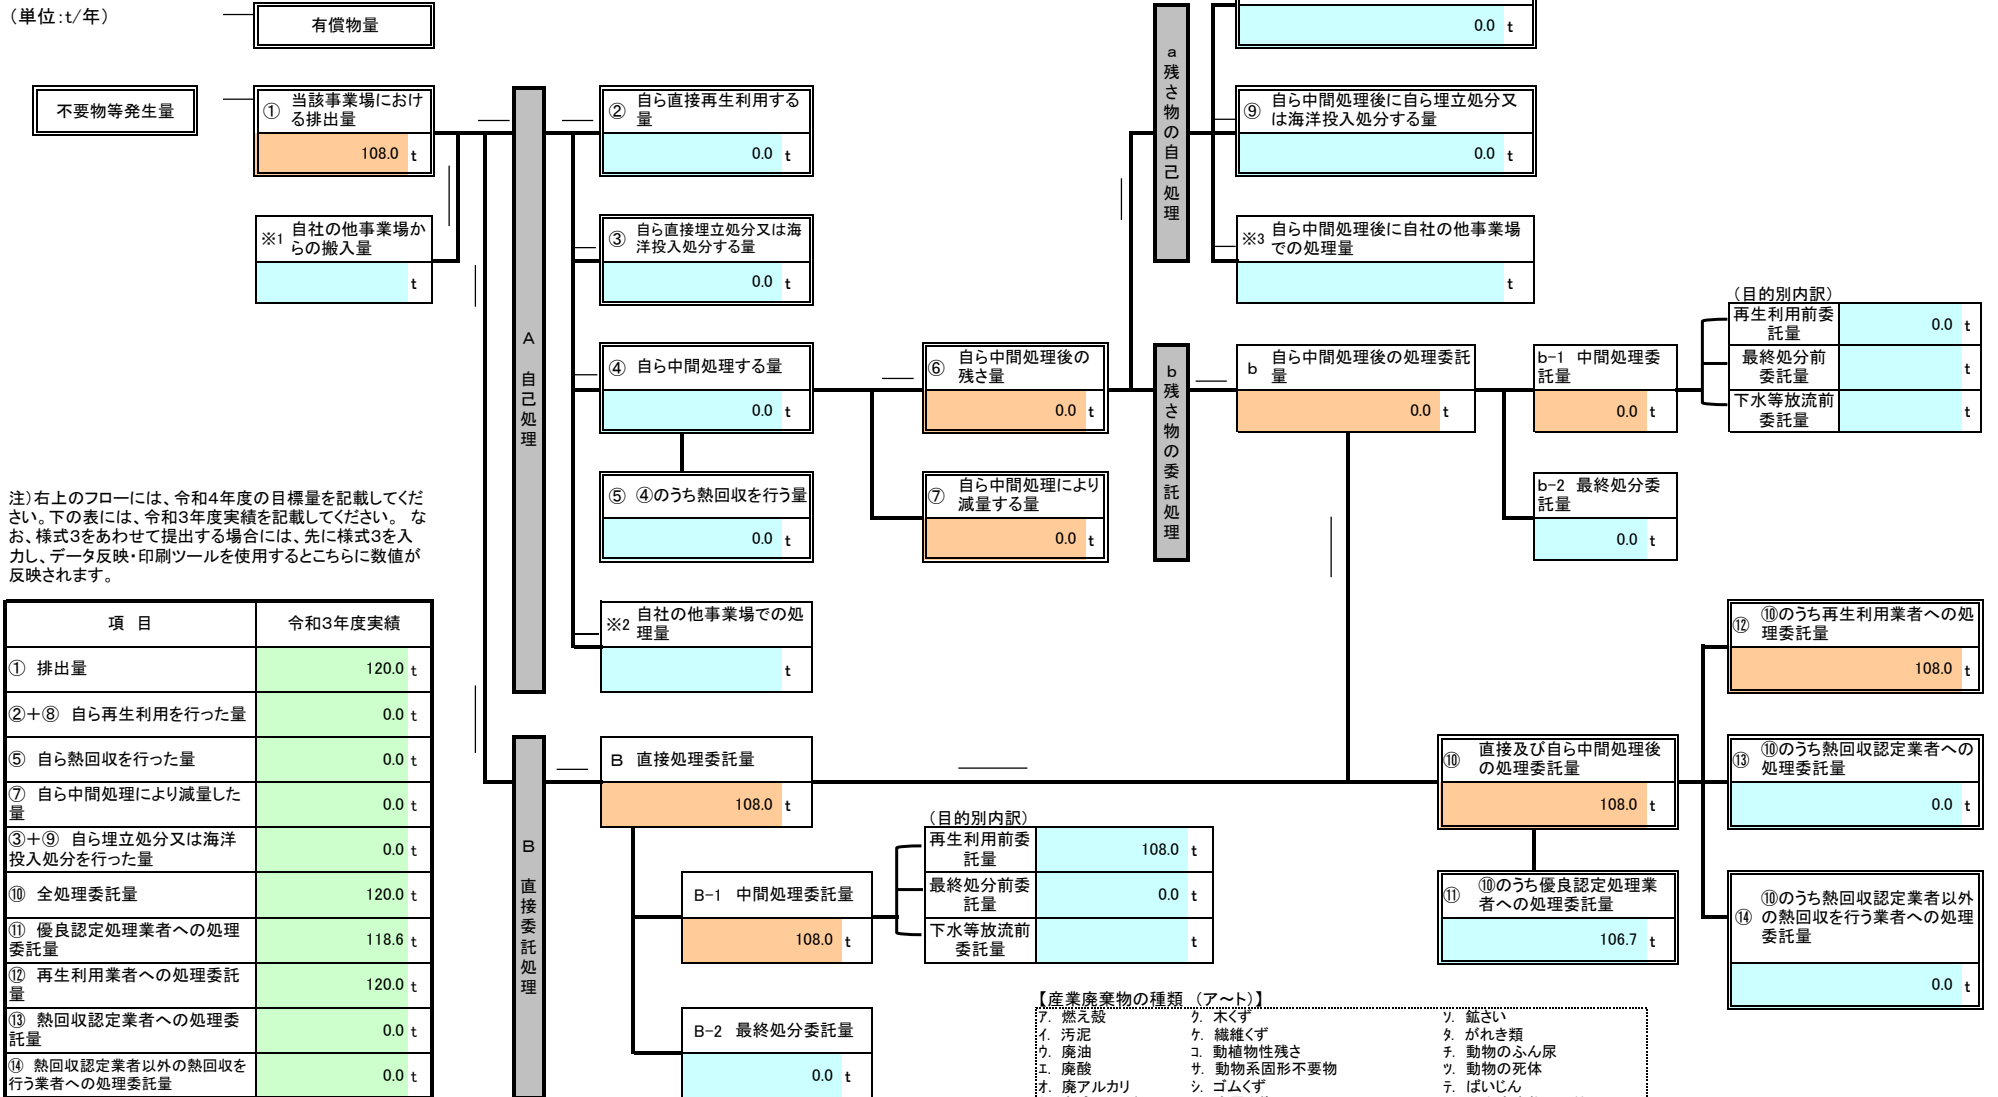 （単位：t/年）
有償物量
不要物等発生量
① 当該事業場におけ
る排出量
108.0 t
※1 自社の他事業場か
らの搬入量
t
A 自己処理
② 自ら直接再生利用する
量
0.0 t
③ 自ら直接埋立処分又は海
洋投入処分する量
0.0 t
④ 自ら中間処理する量
0.0 t
⑤ ④のうち熱回収を行う量
0.0 t
※2 自社の他事業場での処
理量
t
⑥ 自ら中間処理後の
残さ量
0.0 t
⑦ 自ら中間処理により
減量する量
0.0 t
a 残さ物の自己処理
0.0 t
⑨ 自ら中間処理後に自ら埋立処分又
は海洋投入処分する量
0.0 t
※3 自ら中間処理後に自社の他事業場
での処理量
t
b 残さ物の委託処理
b 自ら中間処理後の処理委託
量
0.0 t
b-1 中間処理委
託量
0.0 t
b-2 最終処分委
託量
0.0 t
（目的別内訳）
再生利用前委
託量
0.0 t
最終処分前
委託量
t
下水等放流前
委託量
t
注）右上のフローには、令和4年度の目標量を記載してくだ
さい。下の表には、令和3年度実績を記載してください。 な
お、様式3をあわせて提出する場合には、先に様式3を入
力し、データ反映・印刷ツールを使用するとこちらに数値が
反映されます。
項 目 令和3年度実績
① 排出量 120.0 t
②＋⑧ 自ら再生利用を行った量 0.0 t
⑤ 自ら熱回収を行った量 0.0 t
⑦ 自ら中間処理により減量した
量 0.0 t
③＋⑨ 自ら埋立処分又は海洋
投入処分を行った量 0.0 t
⑩ 全処理委託量 120.0 t
⑪ 優良認定処理業者への処理
委託量 118.6 t
⑫ 再生利用業者への処理委託
量 120.0 t
⑬ 熱回収認定業者への処理委
託量 0.0 t
⑭ 熱回収認定業者以外の熱回収を
行う業者への処理委託量 0.0 t
B 直接委託処理
B 直接処理委託量
108.0 t
B-1 中間処理委託量
108.0 t
B-2 最終処分委託量
0.0 t
（目的別内訳）
再生利用前委
託量
108.0 t
最終処分前委
託量
0.0 t
下水等放流前
委託量
t
⑩ 直接及び自ら中間処理後
の処理委託量
108.0 t
⑪ ⑩のうち優良認定処理業
者への処理委託量
106.7 t
⑫ ⑩のうち再生利用業者への処
理委託量
108.0 t
⑬ ⑩のうち熱回収認定業者への
処理委託量
0.0 t
⑭ ⑩のうち熱回収認定業者以外
の熱回収を行う業者への処理
委託量
0.0 t
【産業廃棄物の種類 （ア～ト）】
ア. 燃え殻 ク. 木くず ソ. 鉱さい
イ. 汚泥 ケ. 繊維くず タ. がれき類
ウ. 廃油 コ. 動植物性残さ チ. 動物のふん尿
エ. 廃酸 サ. 動物系固形不要物 ツ. 動物の死体
オ. 廃アルカリ シ. ゴムくず テ. ばいじん